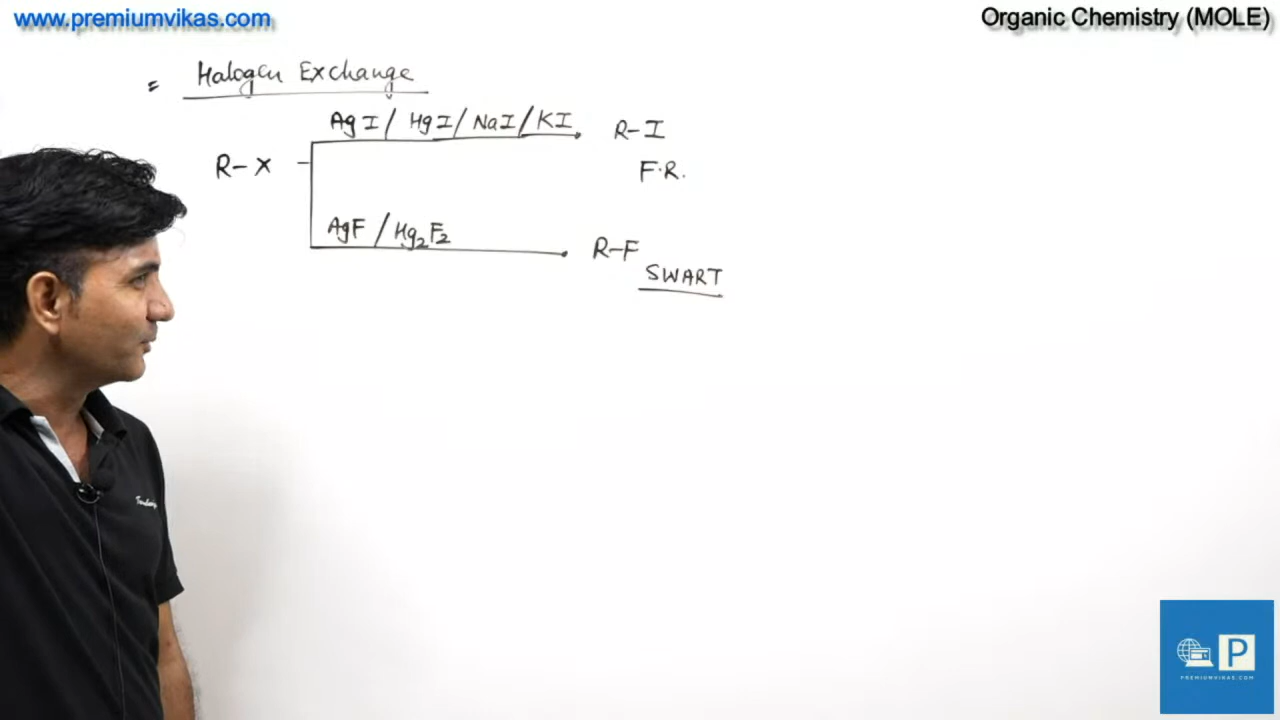 www.premiumvikas.com
Organic Chemistry (MOLE)
= Halogen Exchange
AgI / HgI / NaI / KI
R-I
R-X
F.R.
AgF / Hg₂F₂
R-F
SWART
P
PREMIUMVIKAS.COM